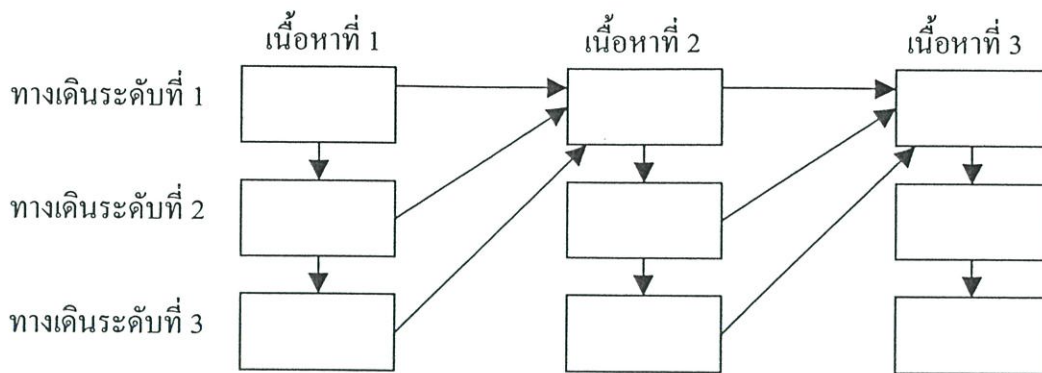 เนื้อหาที่ 1
เนื้อหาที่ 2
เนื้อหาที่ 3
ทางเดินระดับที่ 1
ทางเดินระดับที่ 2
ทางเดินระดับที่ 3